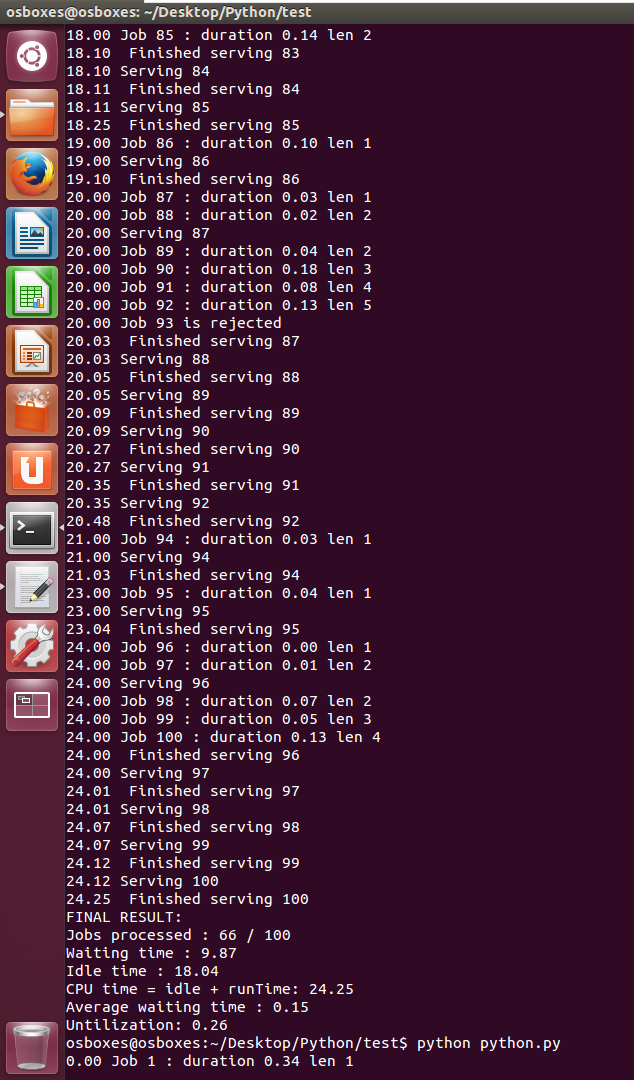 osboxes@osboxes: ~/Desktop/Python/test
18.00 Job 85 : duration 0.14 len 2
18.10  Finished serving 83
18.10 Serving 84
18.11  Finished serving 84
18.11 Serving 85
18.25  Finished serving 85
19.00 Job 86 : duration 0.10 len 1
19.00 Serving 86
19.10  Finished serving 86
20.00 Job 87 : duration 0.03 len 1
20.00 Job 88 : duration 0.02 len 2
20.00 Serving 87
20.00 Job 89 : duration 0.04 len 2
20.00 Job 90 : duration 0.18 len 3
20.00 Job 91 : duration 0.08 len 4
20.00 Job 92 : duration 0.13 len 5
20.00 Job 93 is rejected
20.03  Finished serving 87
20.03 Serving 88
20.05  Finished serving 88
20.05 Serving 89
20.09  Finished serving 89
20.09 Serving 90
20.27  Finished serving 90
20.27 Serving 91
20.35  Finished serving 91
20.35 Serving 92
20.48  Finished serving 92
21.00 Job 94 : duration 0.03 len 1
21.00 Serving 94
21.03  Finished serving 94
23.00 Job 95 : duration 0.04 len 1
23.00 Serving 95
23.04  Finished serving 95
24.00 Job 96 : duration 0.00 len 1
24.00 Job 97 : duration 0.01 len 2
24.00 Serving 96
24.00 Job 98 : duration 0.07 len 2
24.00 Job 99 : duration 0.05 len 3
24.00 Job 100 : duration 0.13 len 4
24.00  Finished serving 96
24.00 Serving 97
24.01  Finished serving 97
24.01 Serving 98
24.07  Finished serving 98
24.07 Serving 99
24.12  Finished serving 99
24.12 Serving 100
24.25  Finished serving 100
FINAL RESULT:
Jobs processed : 66 / 100
Waiting time : 9.87
Idle time : 18.04
CPU time = idle + runTime: 24.25
Average waiting time : 0.15
Untilization: 0.26
osboxes@osboxes:~/Desktop/Python/test$ python python.py
0.00 Job 1 : duration 0.34 len 1